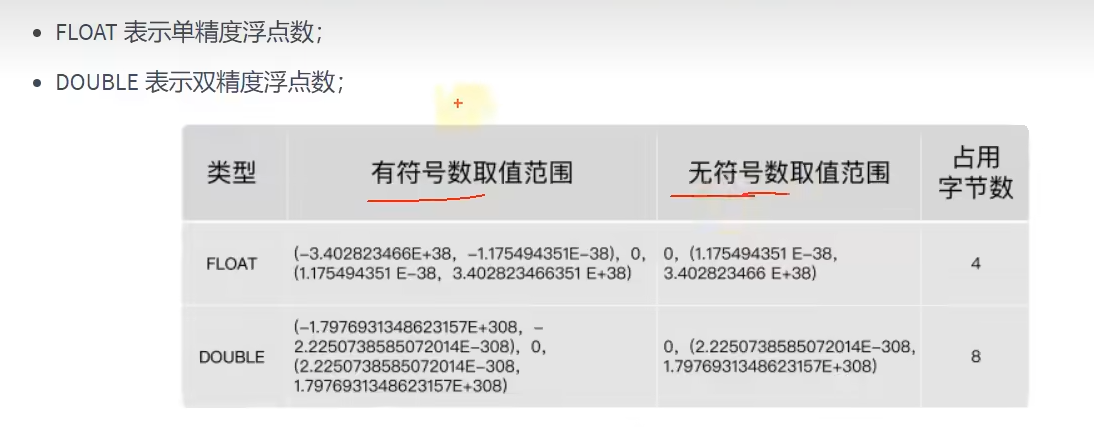 • FLOAT 表示单精度浮点数；
• DOUBLE 表示双精度浮点数；
类型
有符号数取值范围
无符号数取值范围
占用
字节数
FLOAT
(-3.402823466E+38，-1.175494351E-38)，0，
(1.175494351 E-38，3.402823466351 E+38)
0，(1.175494351 E-38，
3.402823466 E+38)
4
DOUBLE
(-1.7976931348623157E+308，-
2.2250738585072014E-308)，0，
(2.2250738585072014E-308，
1.7976931348623157E+308)
0，(2.2250738585072014E-308，
1.7976931348623157E+308)
8